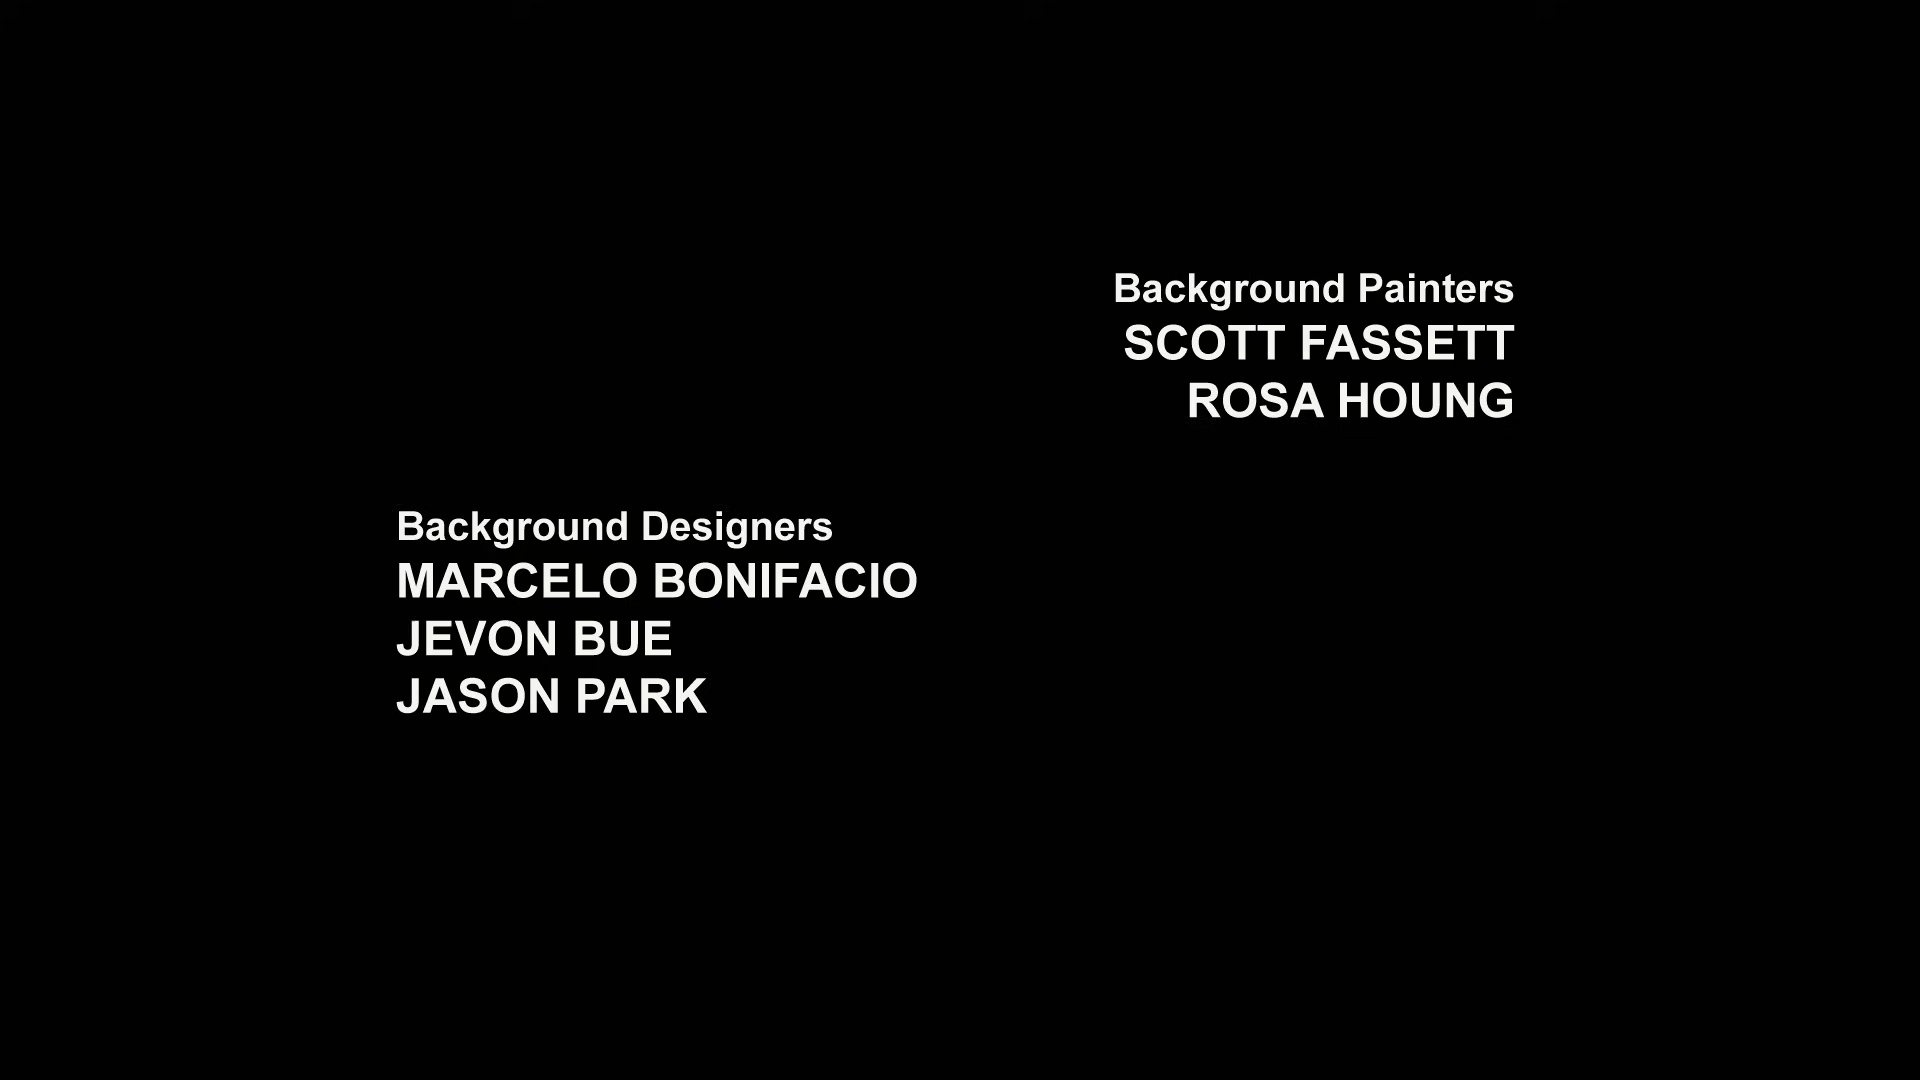 Background Painters
SCOTT FASSETT
ROSA HOUNG
Background Designers
MARCELO BONIFACIO
JEVON BUE
JASON PARK